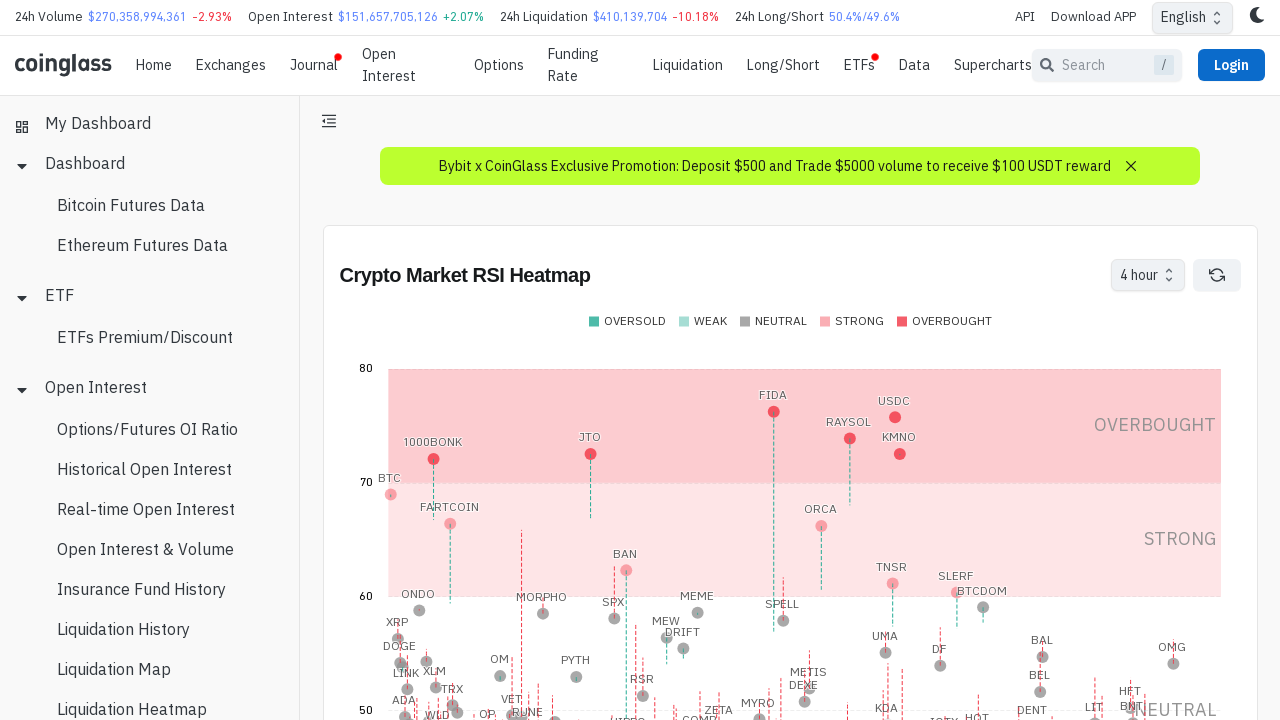 24h Volume $270,358,994,361 -2.93% Open Interest $151,657,705,126 +2.07% 24h Liquidation $410,139,704 -10.18% 24h Long/Short 50.4%/49.6% API Download APP English
coinglass Home Exchanges Journal Open Interest Options Funding Rate Liquidation Long/Short ETFs Data Supercharts Search / Login
My Dashboard
Dashboard
Bitcoin Futures Data
Ethereum Futures Data
ETF
ETFs Premium/Discount
Open Interest
Options/Futures OI Ratio
Historical Open Interest
Real-time Open Interest
Open Interest & Volume
Insurance Fund History
Liquidation History
Liquidation Map
Liquidation Heatmap
Bybit x CoinGlass Exclusive Promotion: Deposit $500 and Trade $5000 volume to receive $100 USDT reward
Crypto Market RSI Heatmap 4 hour
OVERSOLD WEAK NEUTRAL STRONG OVERBOUGHT
80
FIDA
USDC
RAYSOL
OVERBOUGHT
1000BONK JTO KMNO
BTC
70
FARTCOIN ORCA
STRONG
BAN
TNSR
SLERF
60
ONDO MORPHO SPX MEME SPELL BTCDOM
XRP MEW
DRIFT UMA
DOGE DF BAL OMG
LINK XLM OM PYTH METIS BEL
TRX RSR DEXE HFT
ADA VET MYRO KDA LIT BNT
50 WLD OP RUNE ZETA HOT DENT NEUTRAL
COMP